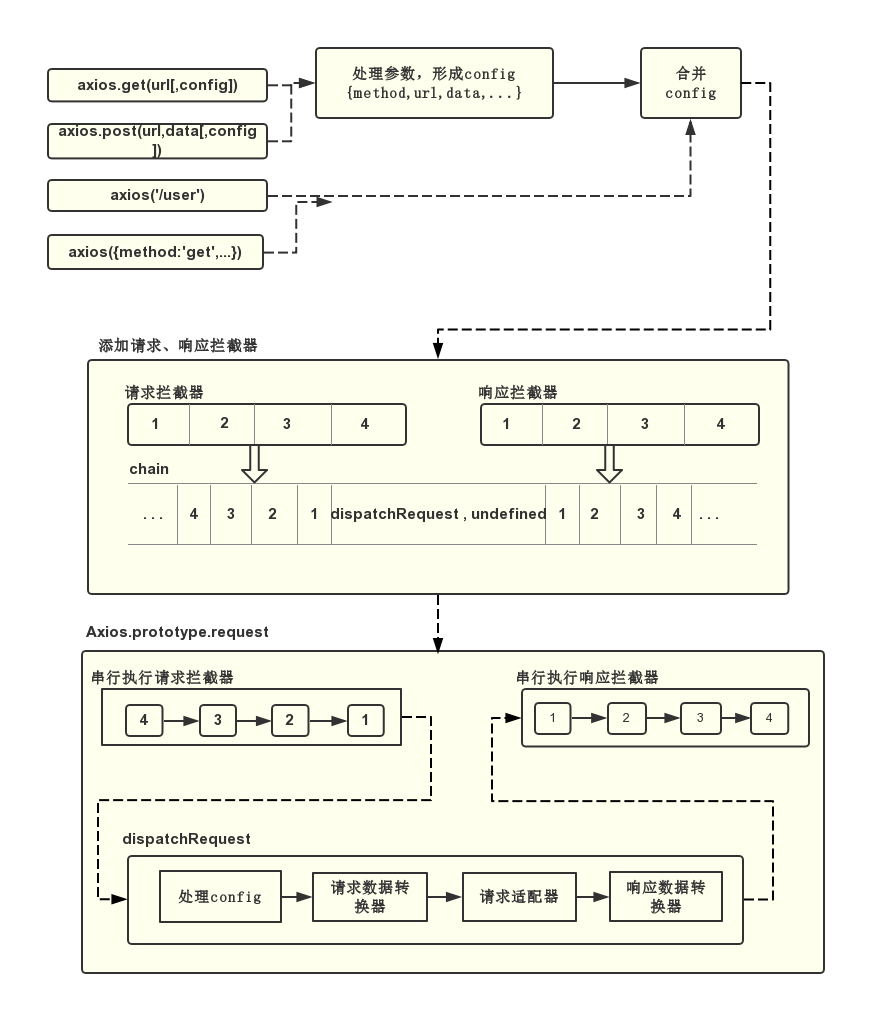 axios.get(url[,config])
axios.post(url,data[,config
])
axios('/user')
axios({method:'get',...})
处理参数，形成config
{method,url,data,...}
合并
config
添加请求、响应拦截器
请求拦截器
1 2 3 4
响应拦截器
1 2 3 4
chain
... 4 3 2 1 dispatchRequest , undefined 1 2 3 4 ...
Axios.prototype.request
串行执行请求拦截器
4 3 2 1
串行执行响应拦截器
1 2 3 4
dispatchRequest
处理config
请求数据转
换器
请求适配器
响应数据转
换器